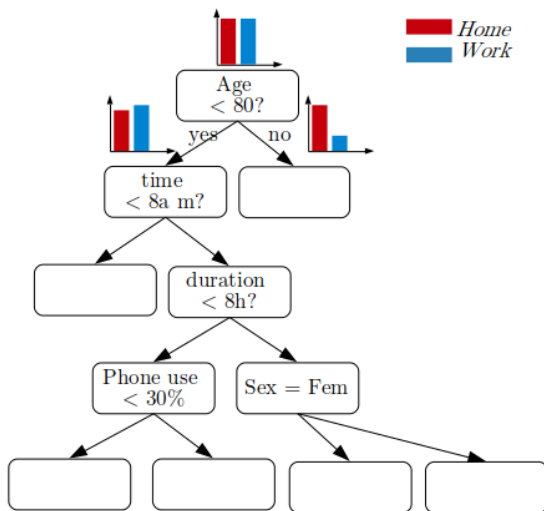 Home
Work
Age
< 80?
yes
no
time
< 8a m?
duration
< 8h?
Phone use
< 30%
Sex = Fem